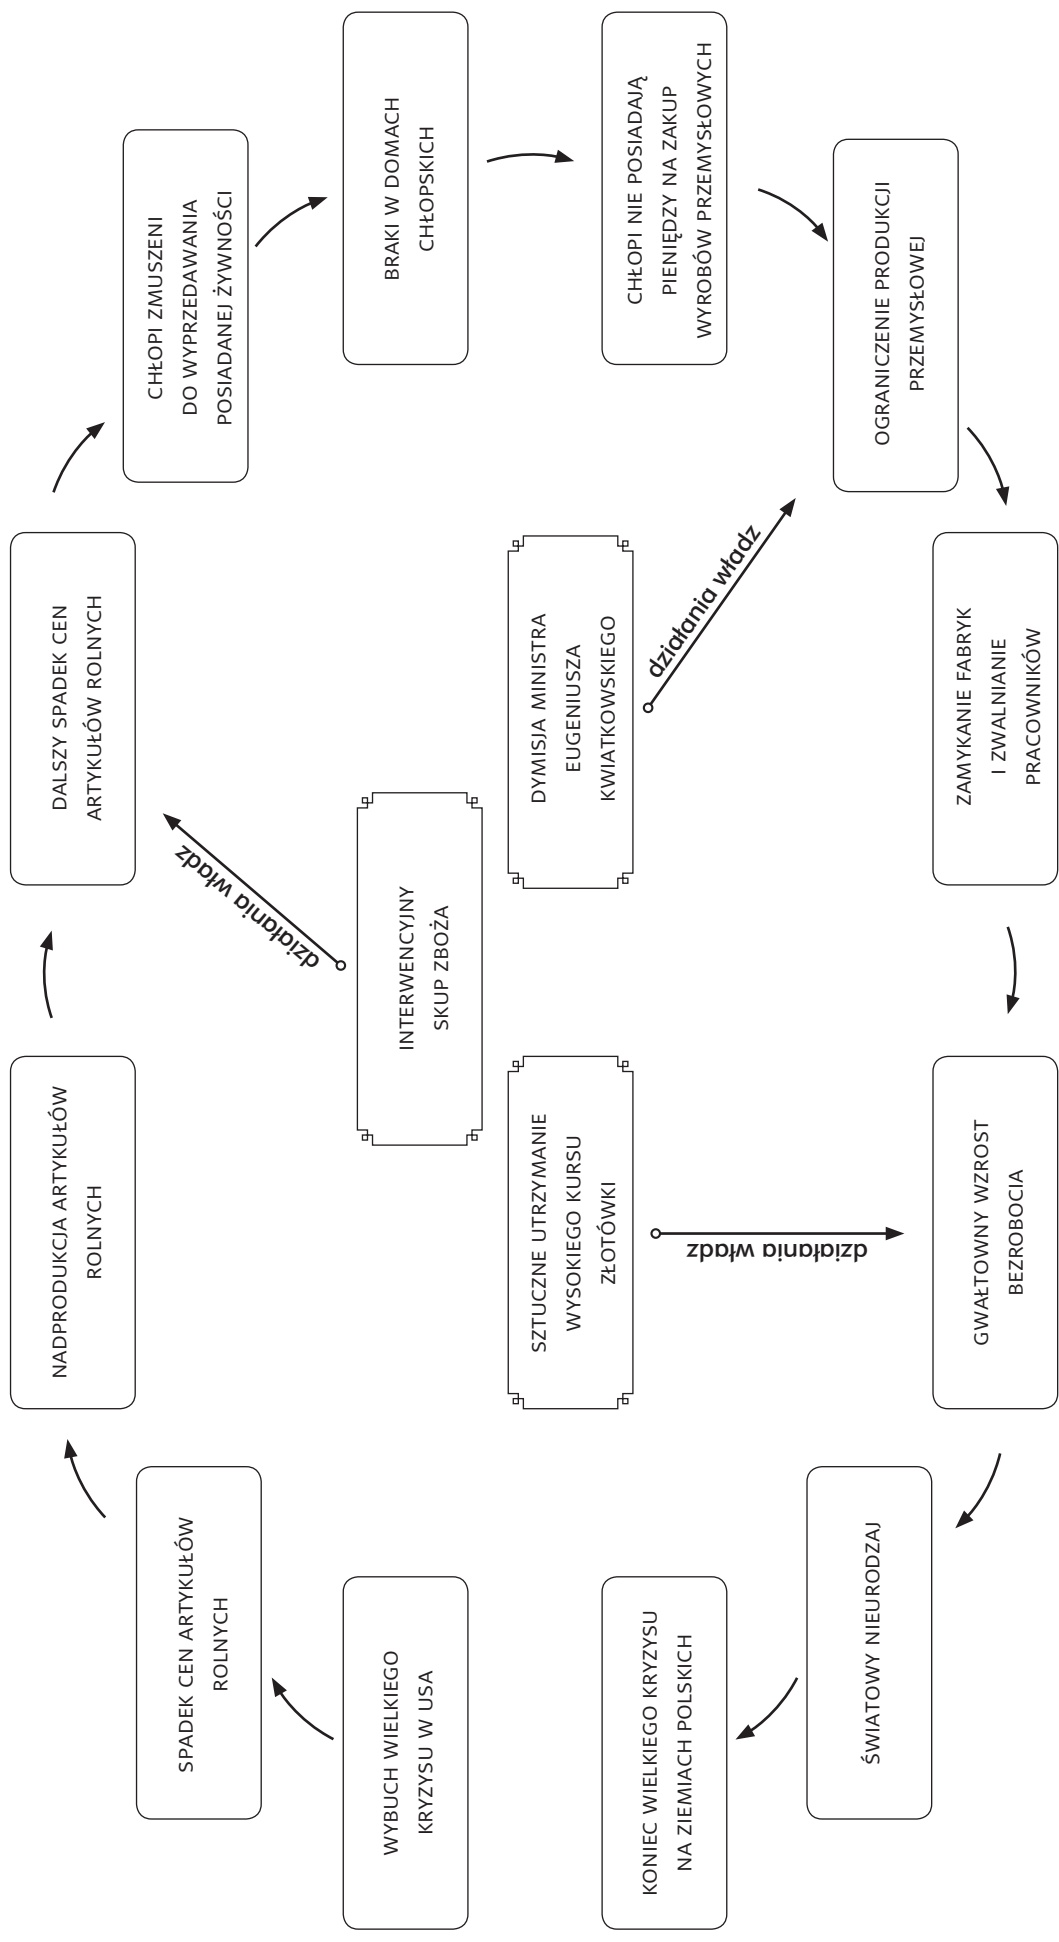 WYBUCH WIELKIEGO
KRYZYSU W USA
SPADEK CEN ARTYKUŁÓW
ROLNYCH
NADPRODUKCJA ARTYKUŁÓW
ROLNYCH
DALSZY SPADEK CEN
ARTYKUŁÓW ROLNYCH
CHŁOPI ZMUSZENI
DO WYPRZEDAWANIA
POSIADANEJ ŻYWNOŚCI
BRAKI W DOMACH
CHŁOPSKICH
CHŁOPI NIE POSIADAJĄ
PIENIĘDZY NA ZAKUP
WYROBÓW PRZEMYSŁOWYCH
OGRANICZENIE PRODUKCJI
PRZEMYSŁOWEJ
ZAMYKANIE FABRYK
I ZWALNIANIE
PRACOWNIKÓW
GWAŁTOWNY WZROST
BEZROBOCIA
ŚWIATOWY NIEURODZAJ
KONIEC WIELKIEGO KRYZYSU
NA ZIEMIACH POLSKICH
INTERWENCYJNY
SKUP ZBOŻA
działania władz
DYMISJA MINISTRA
EUGENIUSZA
KWIATKOWSKIEGO
działania władz
SZTUCZNE UTRZYMANIE
WYSOKIEGO KURSU
ZŁOTÓWKI
działania władz